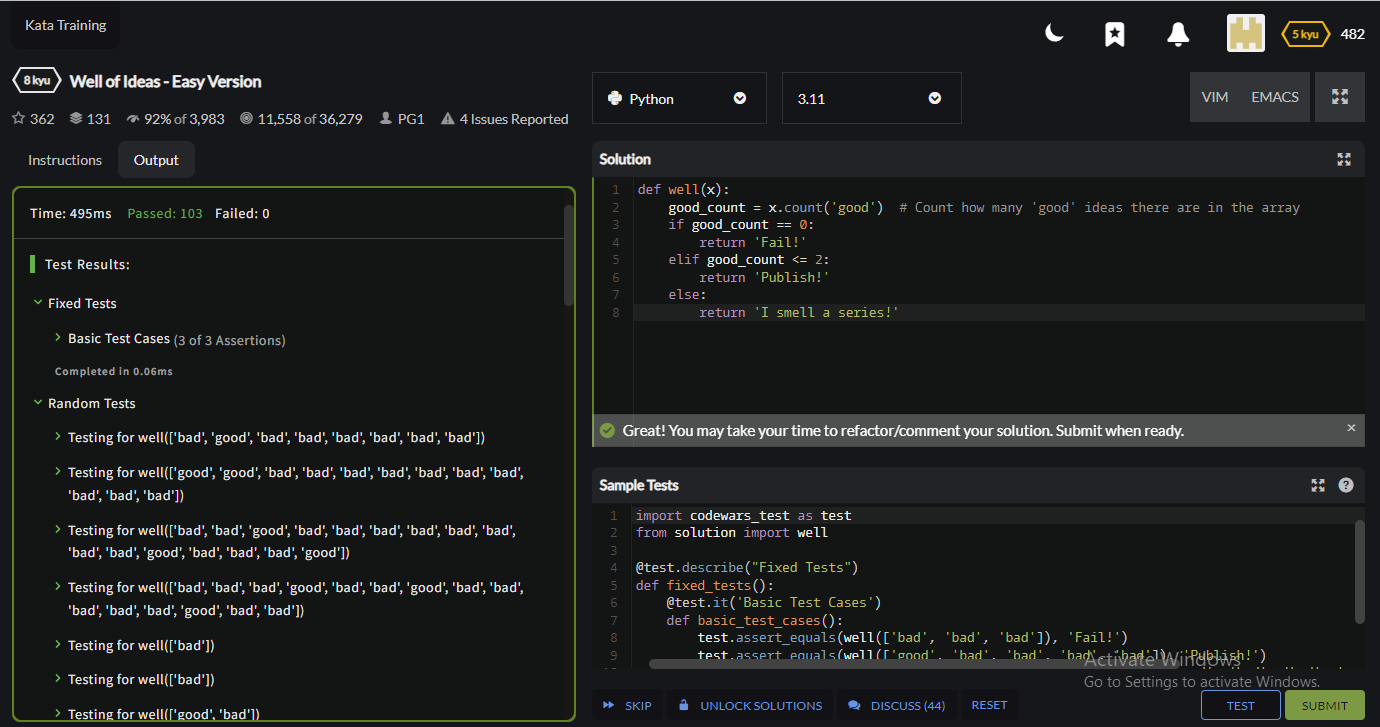 Kata Training
5 kyu 482
8 kyu Well of Ideas - Easy Version
362 131 92% of 3,983 11,558 of 36,279 PG1 4 Issues Reported
Python 3.11 VIM EMACS
Instructions Output
Time: 495ms Passed: 103 Failed: 0
Test Results:
Fixed Tests
Basic Test Cases (3 of 3 Assertions)
Completed in 0.06ms
Random Tests
Testing for well(['bad', 'good', 'bad', 'bad', 'bad', 'bad', 'bad', 'bad'])
Testing for well(['good', 'good', 'bad', 'bad', 'bad', 'bad', 'bad', 'bad', 'bad',
'bad', 'bad', 'bad'])
Testing for well(['bad', 'bad', 'good', 'bad', 'bad', 'bad', 'bad', 'bad', 'bad',
'bad', 'bad', 'good', 'bad', 'bad', 'bad', 'good'])
Testing for well(['bad', 'bad', 'bad', 'good', 'bad', 'bad', 'good', 'bad', 'bad',
'bad', 'bad', 'bad', 'good', 'bad', 'bad'])
Testing for well(['bad'])
Testing for well(['bad'])
Testing for well(['good', 'bad'])
Solution
1 def well(x):
2 good_count = x.count('good') # Count how many 'good' ideas there are in the array
3 if good_count == 0:
4 return 'Fail!'
5 elif good_count <= 2:
6 return 'Publish!'
7 else:
8 return 'I smell a series!'
Great! You may take your time to refactor/comment your solution. Submit when ready. ×
Sample Tests
1 import codewars_test as test
2 from solution import well
3
4 @test.describe("Fixed Tests")
5 def fixed_tests():
6 @test.it('Basic Test Cases')
7 def basic_test_cases():
8 test.assert_equals(well(['bad', 'bad', 'bad']), 'Fail!')
9 test.assert_equals(well(['good', 'bad', 'bad', 'bad', 'bad']), 'Publish!')
Activate Windows
Go to Settings to activate Windows.
SKIP UNLOCK SOLUTIONS DISCUSS (44) RESET TEST SUBMIT